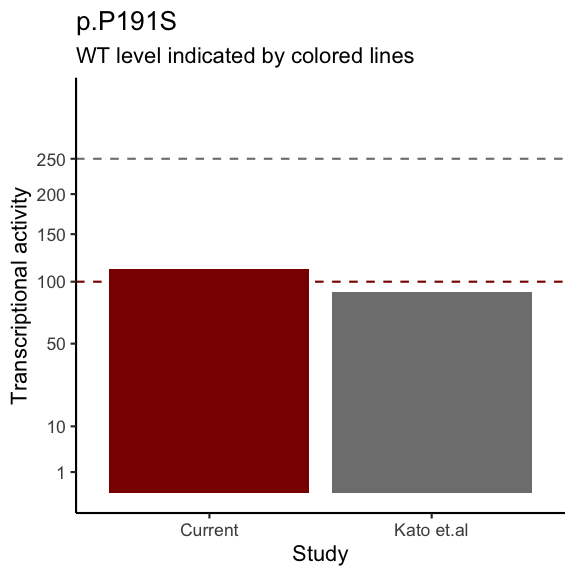 p.P191S
WT level indicated by colored lines
Transcriptional activity
250
200
150
100
50
10
1
Current
Kato et.al
Study